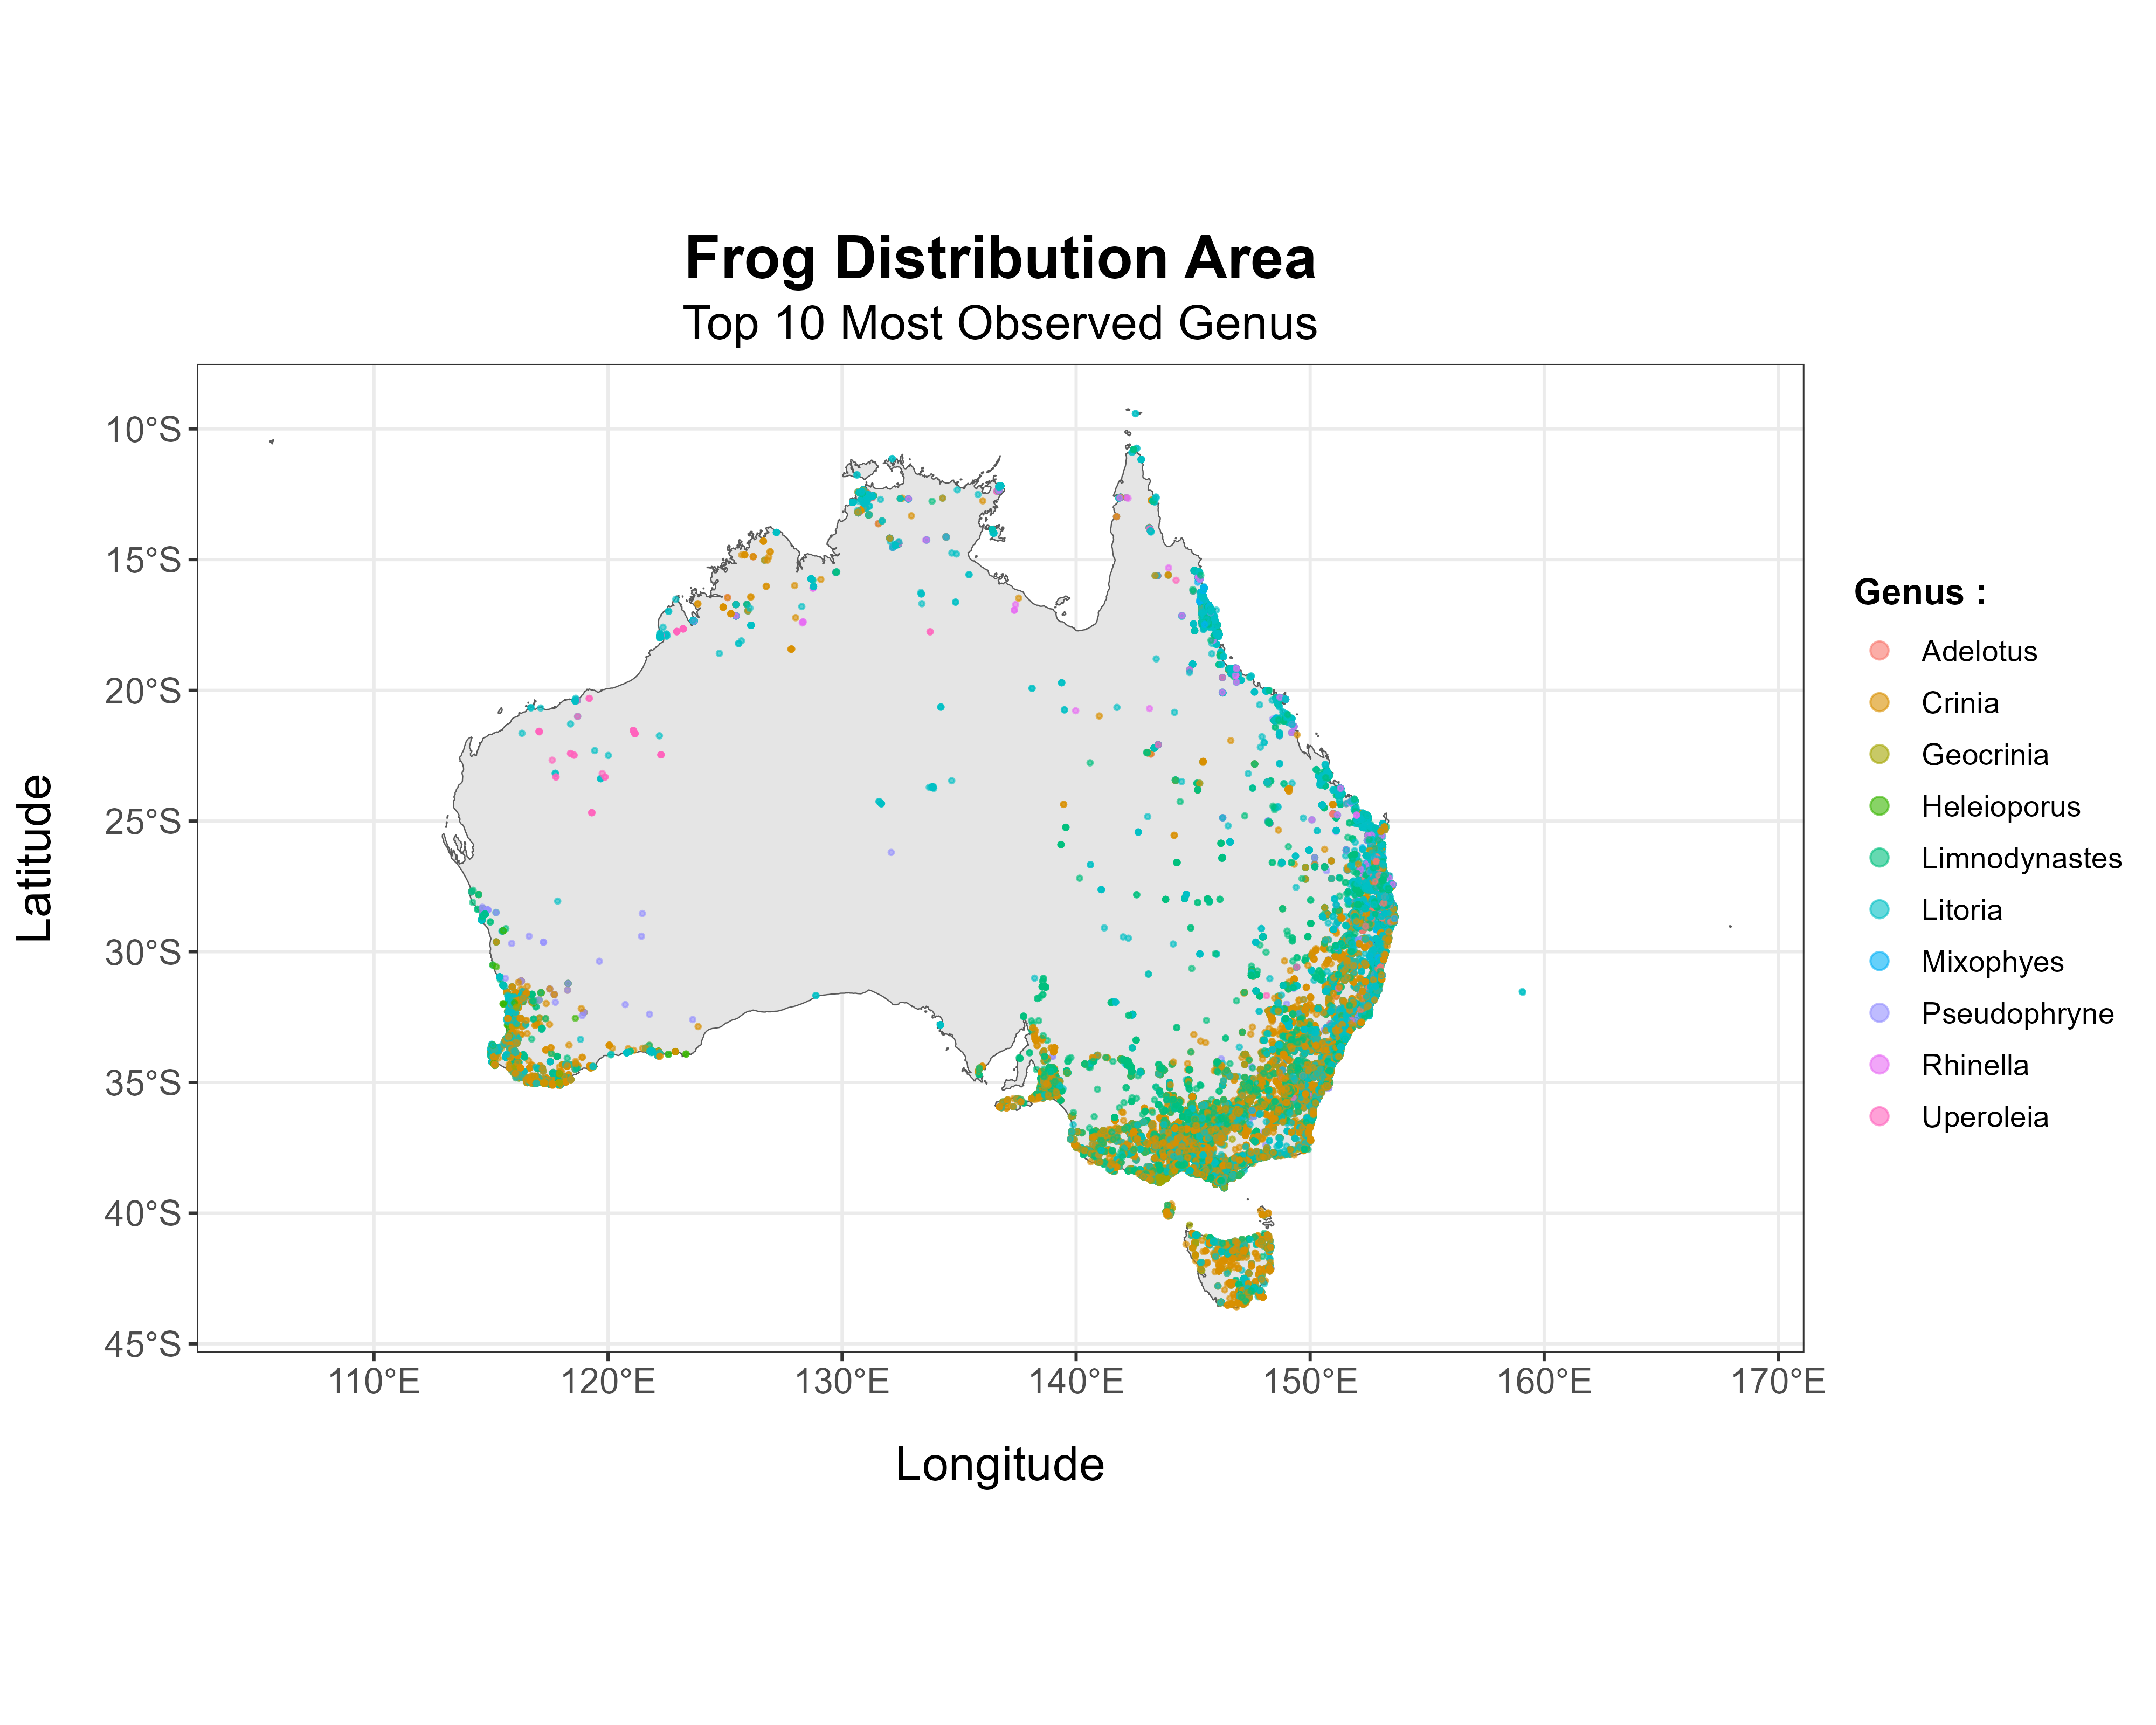 Frog Distribution Area
Top 10 Most Observed Genus
Latitude
10°S
15°S
20°S
25°S
30°S
35°S
40°S
45°S
110°E
120°E
130°E
140°E
150°E
160°E
170°E
Longitude
Genus :
Adelotus
Crinia
Geocrinia
Heleioporus
Limnodynastes
Litoria
Mixophyes
Pseudophryne
Rhinella
Uperoleia